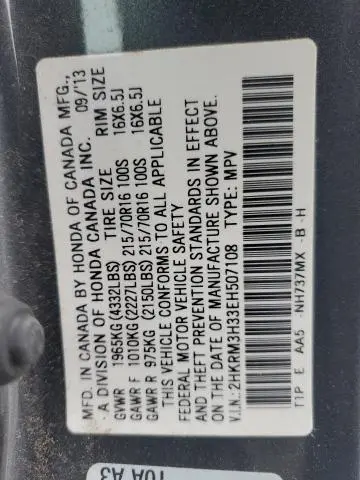 MFD. IN CANADA BY HONDA OF CANADA MFG.,
A DIVISION OF HONDA CANADA INC. 09/'13
TIRE SIZE RIM SIZE
GVWR 1965KG(4332LBS)
GAWR F 1010KG(2227LBS) 215/70R16 100S 16X6.5J
GAWR R 975KG (2150LBS) 215/70R16 100S 16X6.5J
THIS VEHICLE CONFORMS TO ALL APPLICABLE
FEDERAL MOTOR VEHICLE SAFETY
AND THEFT PREVENTION STANDARDS IN EFFECT
ON THE DATE OF MANUFACTURE SHOWN ABOVE.
V.I.N.: 2HKRM3H33EH507108 TYPE: MPV
T1P E AA5 -NH737MX -B -H
10A A3